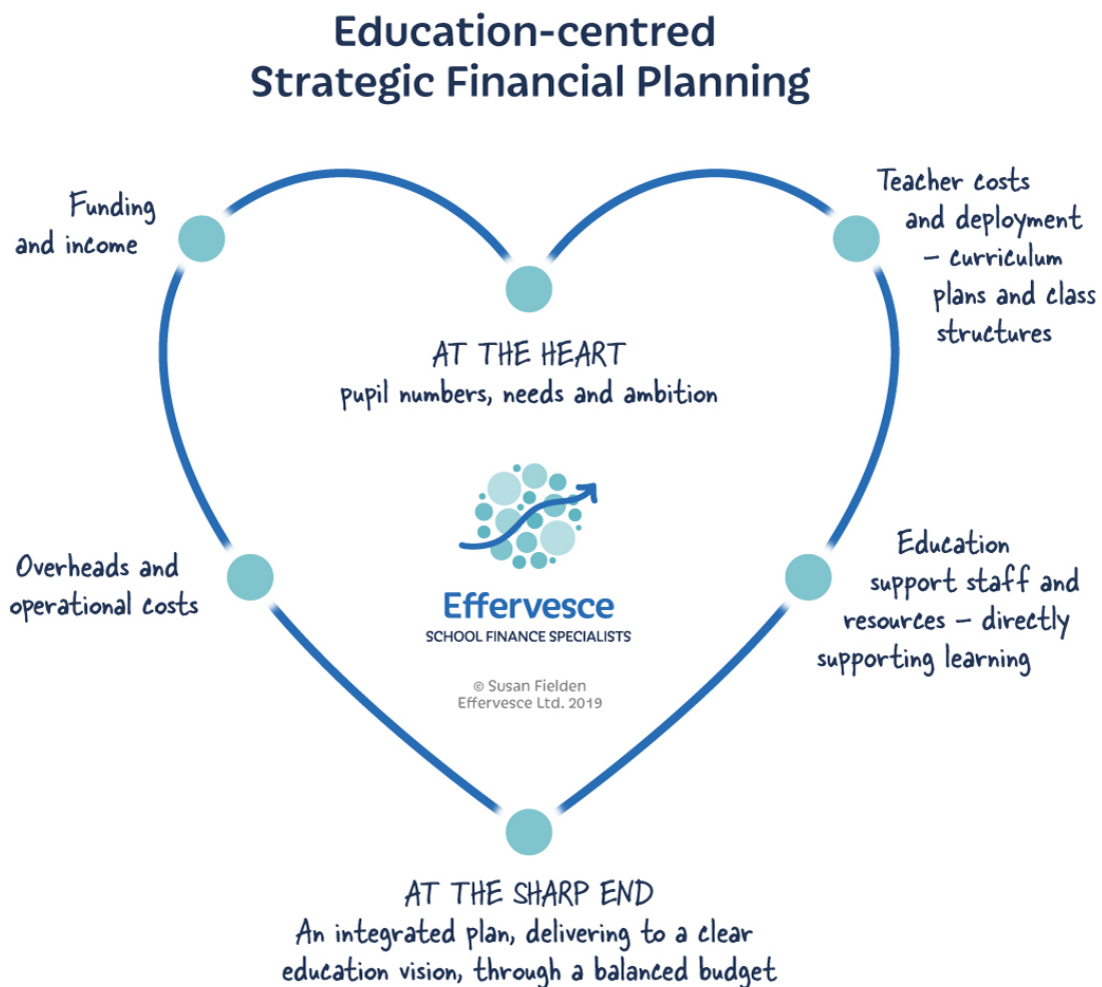 Education-centred
Strategic Financial Planning
Funding
and income
Teacher costs
and deployment
– curriculum
plans and class
structures
AT THE HEART
pupil numbers, needs and ambition
Effervesce
SCHOOL FINANCE SPECIALISTS
© Susan Fielden
Effervesce Ltd. 2019
Overheads and
operational costs
Education
support staff and
resources – directly
supporting learning
AT THE SHARP END
An integrated plan, delivering to a clear
education vision, through a balanced budget